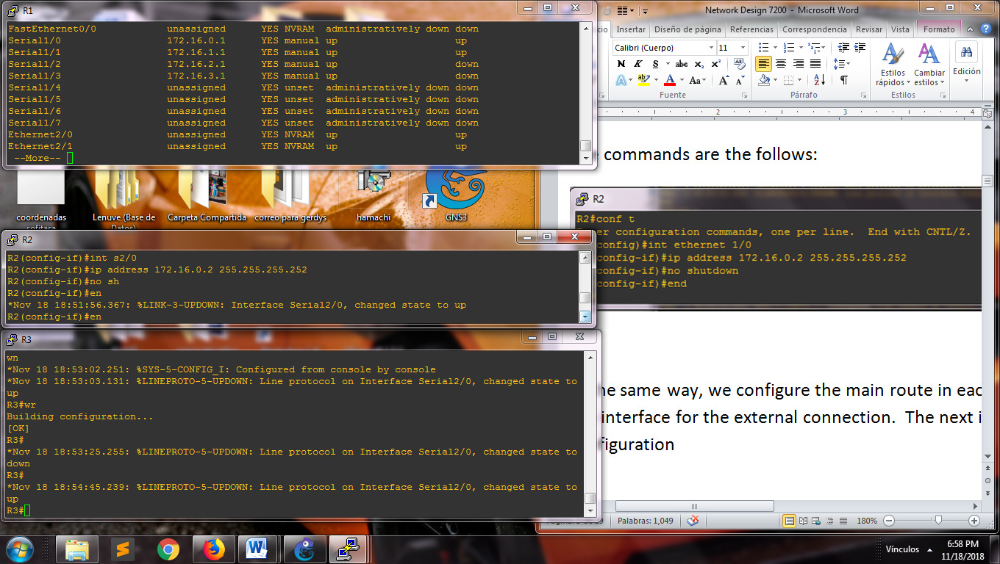 R1
FastEthernet0/0 unassigned YES NVRAM administratively down down
Serial1/0 172.16.0.1 YES manual up up
Serial1/1 172.16.1.1 YES manual up up
Serial1/2 172.16.2.1 YES manual up down
Serial1/3 172.16.3.1 YES manual up down
Serial1/4 unassigned YES unset administratively down down
Serial1/5 unassigned YES unset administratively down down
Serial1/6 unassigned YES unset administratively down down
Serial1/7 unassigned YES unset administratively down down
Ethernet2/0 unassigned YES NVRAM up up
Ethernet2/1 unassigned YES NVRAM up up
--More--
coordenadas
Lenuve (Base de
Datos)
Carpeta Compartida
correo para gerdys
hamachi
GNS3
R2
R2(config-if)#int s2/0
R2(config-if)#ip address 172.16.0.2 255.255.255.252
R2(config-if)#no sh
R2(config-if)#en
*Nov 18 18:51:56.367: %LINK-3-UPDOWN: Interface Serial2/0, changed state to up
R2(config-if)#en
R3
wn
*Nov 18 18:53:02.251: %SYS-5-CONFIG_I: Configured from console by console
*Nov 18 18:53:03.131: %LINEPROTO-5-UPDOWN: Line protocol on Interface Serial2/0, changed state to
up
R3#wr
Building configuration...
[OK]
R3#
*Nov 18 18:53:25.255: %LINEPROTO-5-UPDOWN: Line protocol on Interface Serial2/0, changed state to
down
R3#
*Nov 18 18:54:45.239: %LINEPROTO-5-UPDOWN: Line protocol on Interface Serial2/0, changed state to
up
R3#
Network Design 7200 - Microsoft Word
cio Insertar Diseño de página Referencias Correspondencia Revisar Vista Formato
Calibri (Cuerpo) 11
N K S abc x₂ x²
A ab A Aa A A
Estilos rápidos
Cambiar estilos
Edición
Fuente Párrafo Estilos
2 3 4
commands are the follows:
R2
R2#conf t
er configuration commands, one per line. End with CNTL/Z.
config)#int ethernet 1/0
config-if)#ip address 172.16.0.2 255.255.255.252
config-if)#no shutdown
config-if)#end
he same way, we configure the main route in eac
interface for the external connection. The next i
figuration
Palabras: 1,049
180%
Vínculos
6:58 PM
11/18/2018